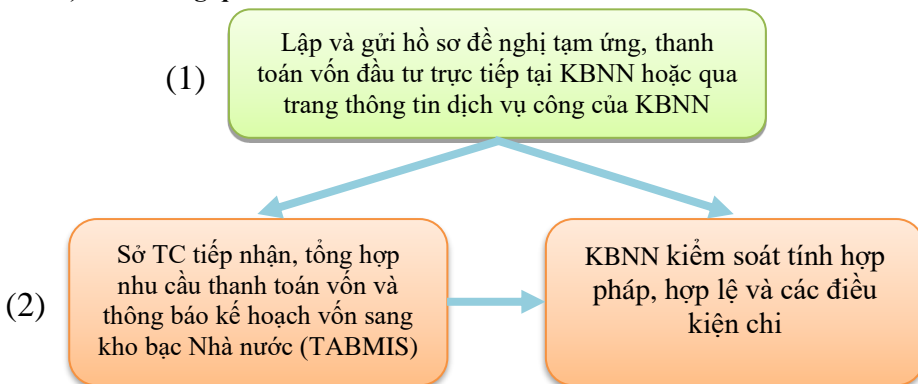 Lập và gửi hồ sơ đề nghị tạm ứng, thanh
toán vốn đầu tư trực tiếp tại KBNN hoặc qua
trang thông tin dịch vụ công của KBNN
(1)
Sở TC tiếp nhận, tổng hợp
nhu cầu thanh toán vốn và
thông báo kế hoạch vốn sang
kho bạc Nhà nước (TABMIS)
(2)
KBNN kiểm soát tính hợp
pháp, hợp lệ và các điều
kiện chi